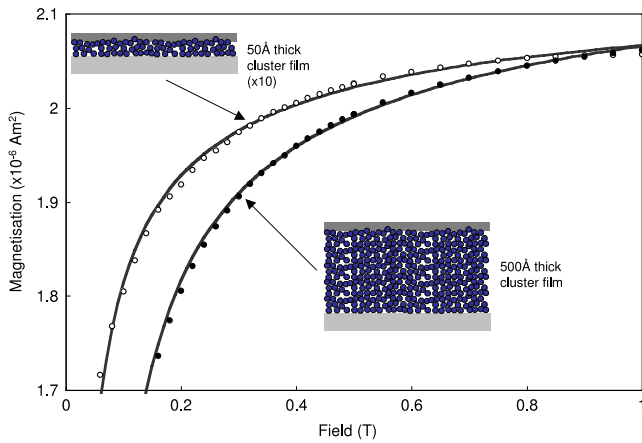 2.1
2
1.9
1.8
1.7
Magnetisation (x10⁻⁶ Am²)
50Å thick
cluster film
(x10)
500Å thick
cluster film
0
0.2
0.4
0.6
0.8
1
Field (T)